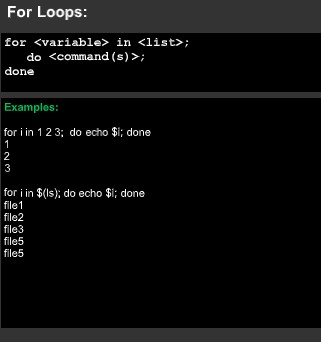 For Loops:
for <variable> in <list>;
do <command(s)>;
done
Examples:
for i in 1 2 3; do echo $i; done
1
2
3
for i in $(ls); do echo $i; done
file1
file2
file3
file5
file5